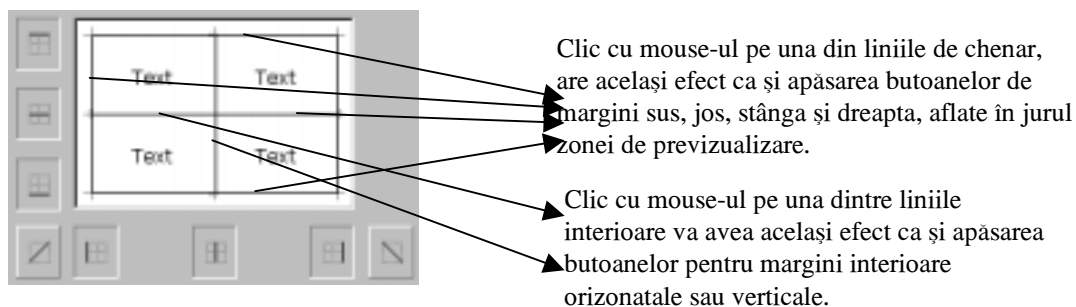 Text Text
Text Text
Clic cu mouse-ul pe una din liniile de chenar,
are același efect ca și apăsarea butoanelor de
margini sus, jos, stânga și dreapta, aflate în jurul
zonei de previzualizare.
Clic cu mouse-ul pe una dintre liniile
interioare va avea același efect ca și apăsarea
butoanelor pentru margini interioare
orizonatale sau verticale.